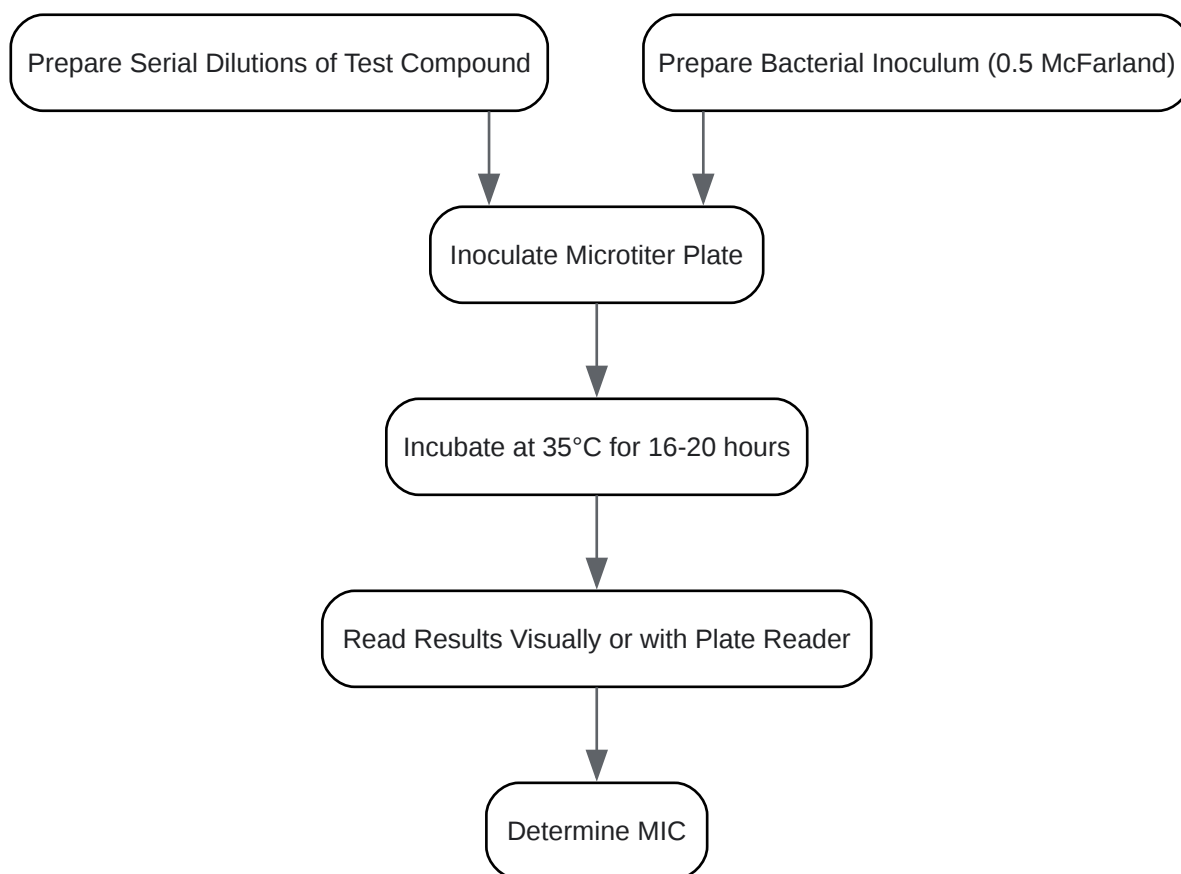 Prepare Serial Dilutions of Test Compound
Prepare Bacterial Inoculum (0.5 McFarland)
Inoculate Microtiter Plate
Incubate at 35°C for 16-20 hours
Read Results Visually or with Plate Reader
Determine MIC